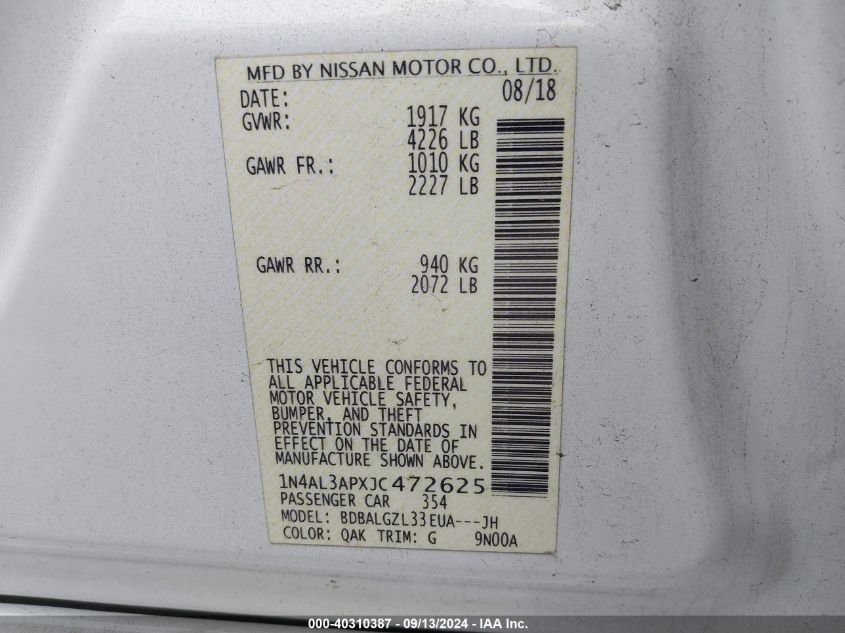 MFD BY NISSAN MOTOR CO., LTD.
DATE: 08/18
GVWR: 1917 KG
4226 LB
GAWR FR.: 1010 KG
2227 LB
GAWR RR.: 940 KG
2072 LB
THIS VEHICLE CONFORMS TO
ALL APPLICABLE FEDERAL
MOTOR VEHICLE SAFETY,
BUMPER, AND THEFT
PREVENTION STANDARDS IN
EFFECT ON THE DATE OF
MANUFACTURE SHOWN ABOVE.
1N4AL3APXJC472625
PASSENGER CAR 354
MODEL: BDBALGZL33EUA---JH
COLOR: QAK TRIM: G 9N00A
000-40310387 - 09/13/2024 - IAA Inc.